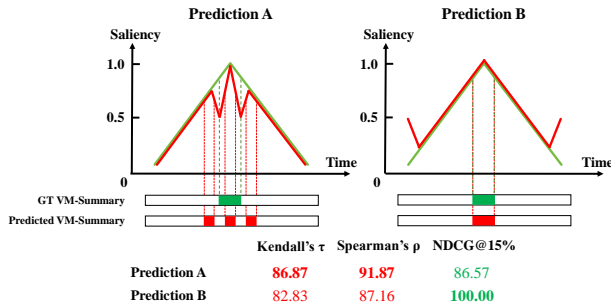 Prediction A Prediction B
Saliency Saliency
1.0 1.0
0.5 0.5
Time Time
0 0
GT VM-Summary
Predicted VM-Summary
Kendall's τ Spearman's ρ NDCG@15%
Prediction A 86.87 91.87 86.57
Prediction B 82.83 87.16 100.00